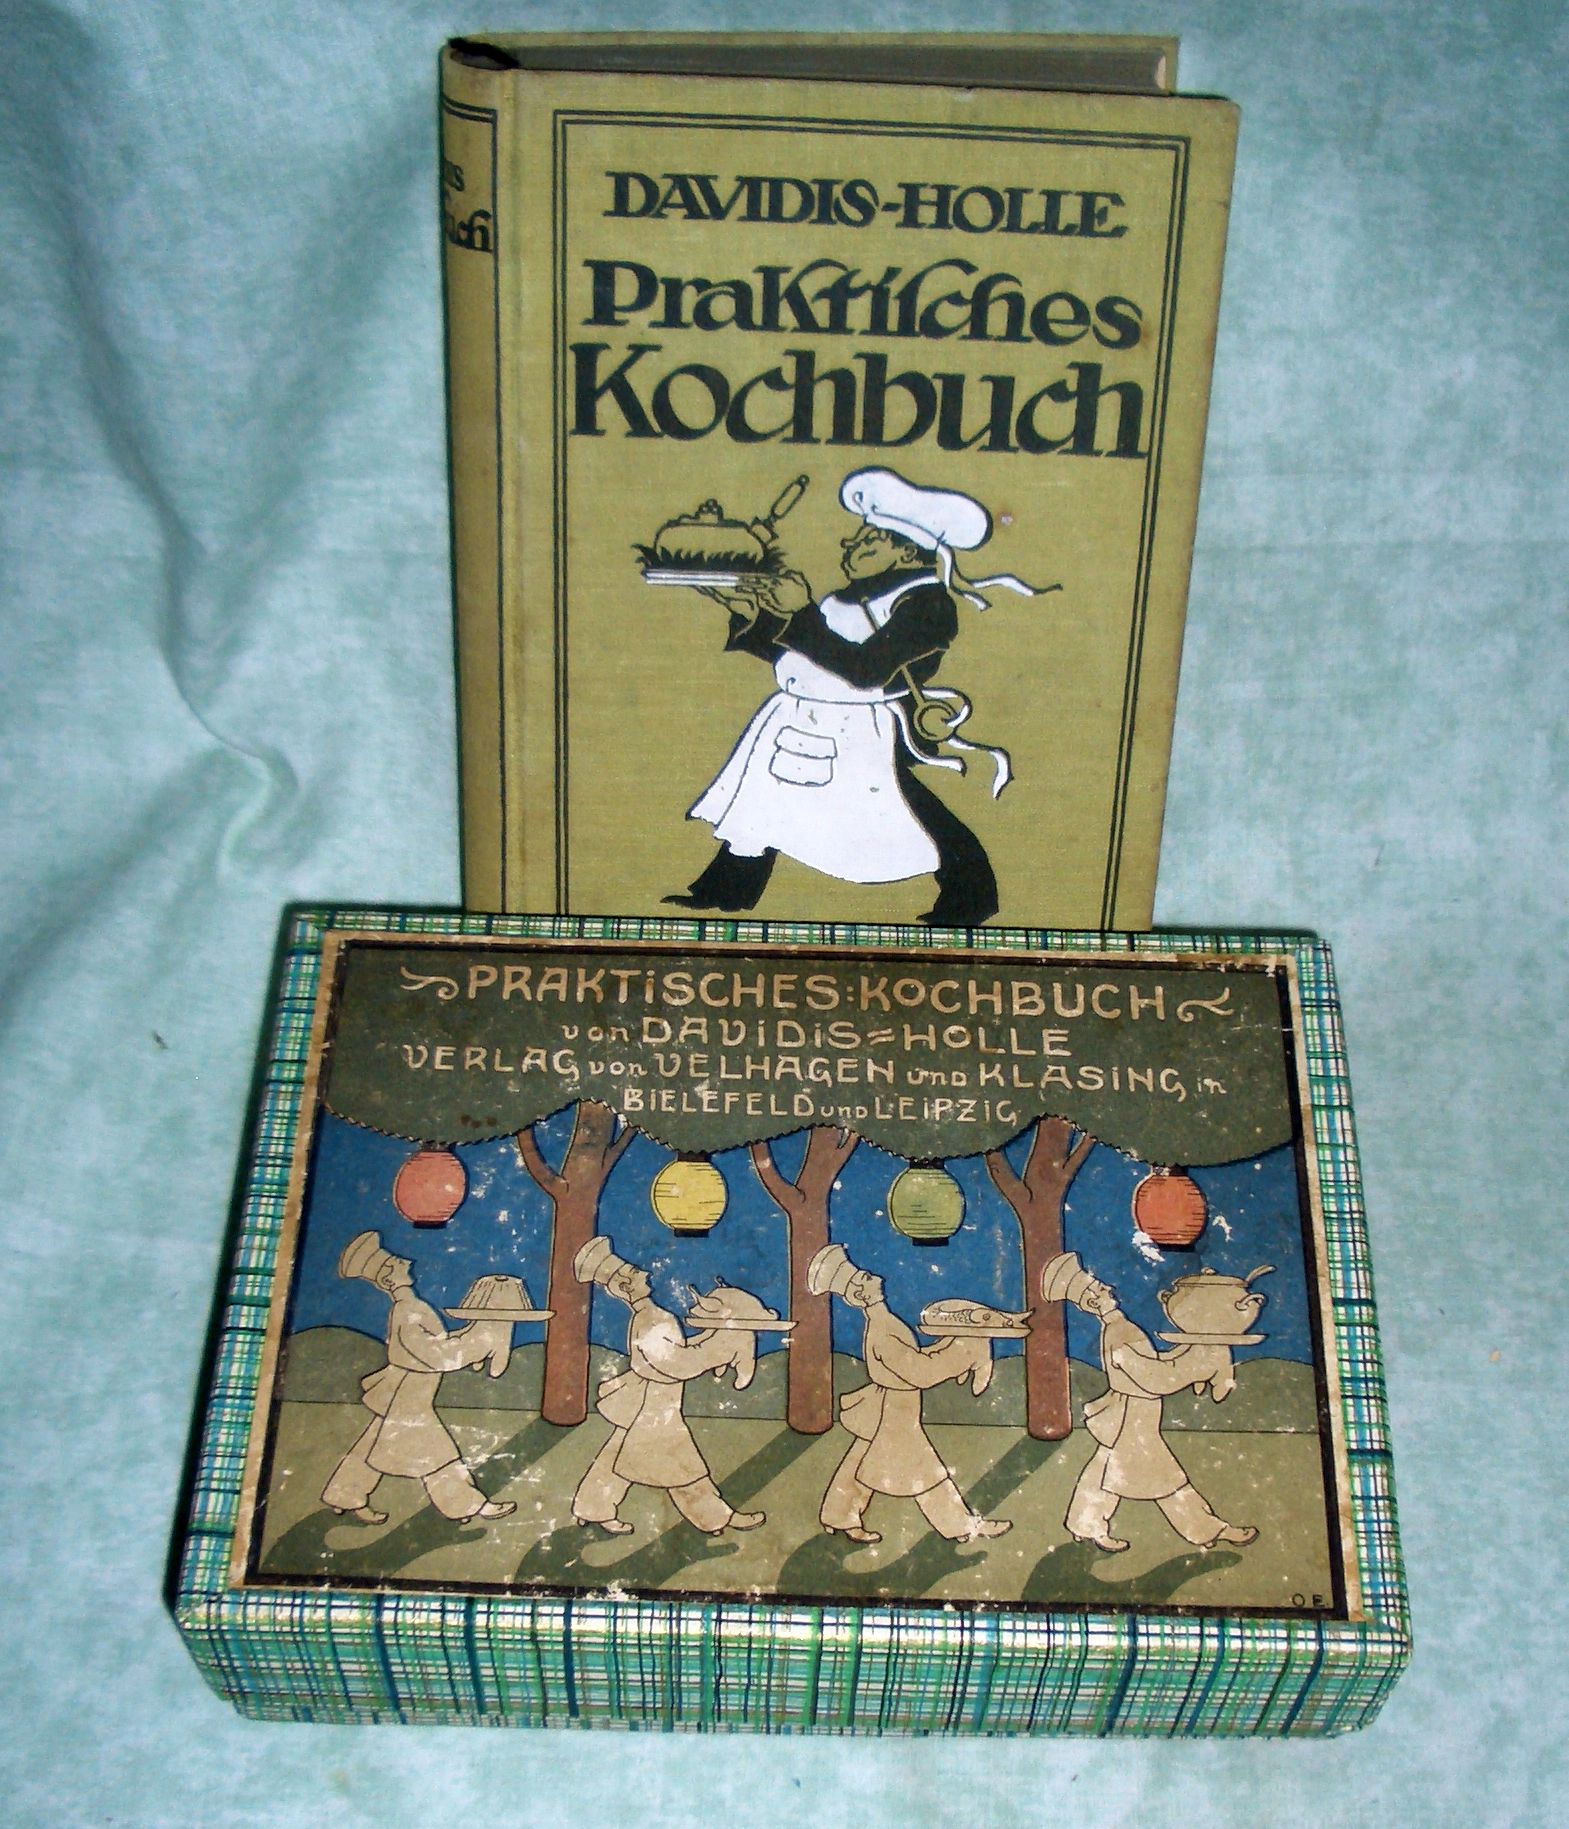 DAVIDIS-HOLLE
Praktisches
Kochbuch
PRAKTiSCHES:KOCHBUCH
von DAViDiS=HOLLE
VERLAG von VELHAGEN und KLASiNG in
BiELEFELD und LEiPZiG
O E.